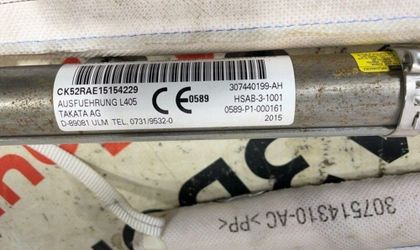 CK52RAE15154229
AUSFUEHRUNG L405
TAKATA AG
D-89081 ULM TEL. 0731/9532-0
CE 0589
307440199-AH
HSAB-3-1001
0589-P1-000161
2015
307514310-AC >PP<